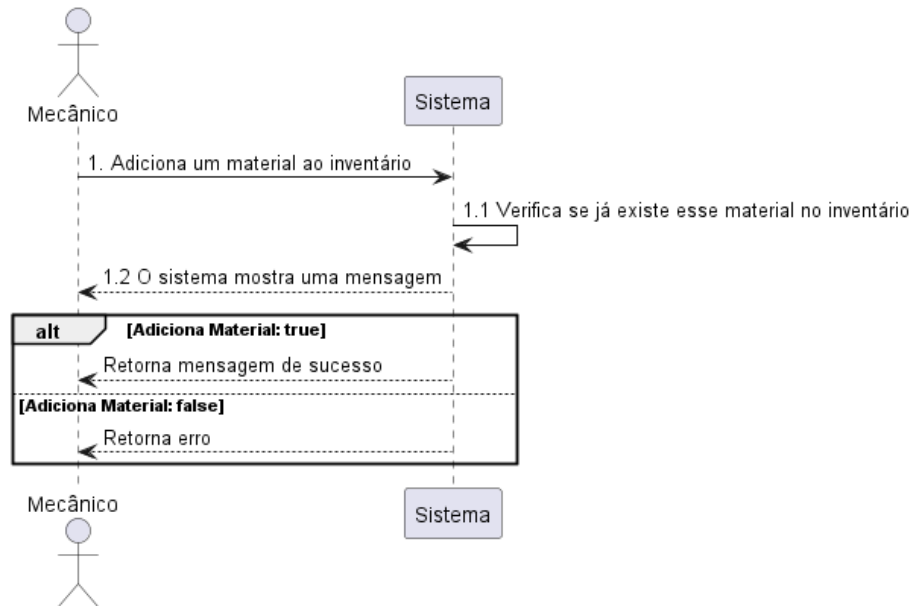 Mecânico
Sistema
1. Adiciona um material ao inventário
1.1 Verifica se já existe esse material no inventário
1.2 O sistema mostra uma mensagem
alt [Adiciona Material: true]
Retorna mensagem de sucesso
[Adiciona Material: false]
Retorna erro
Mecânico
Sistema